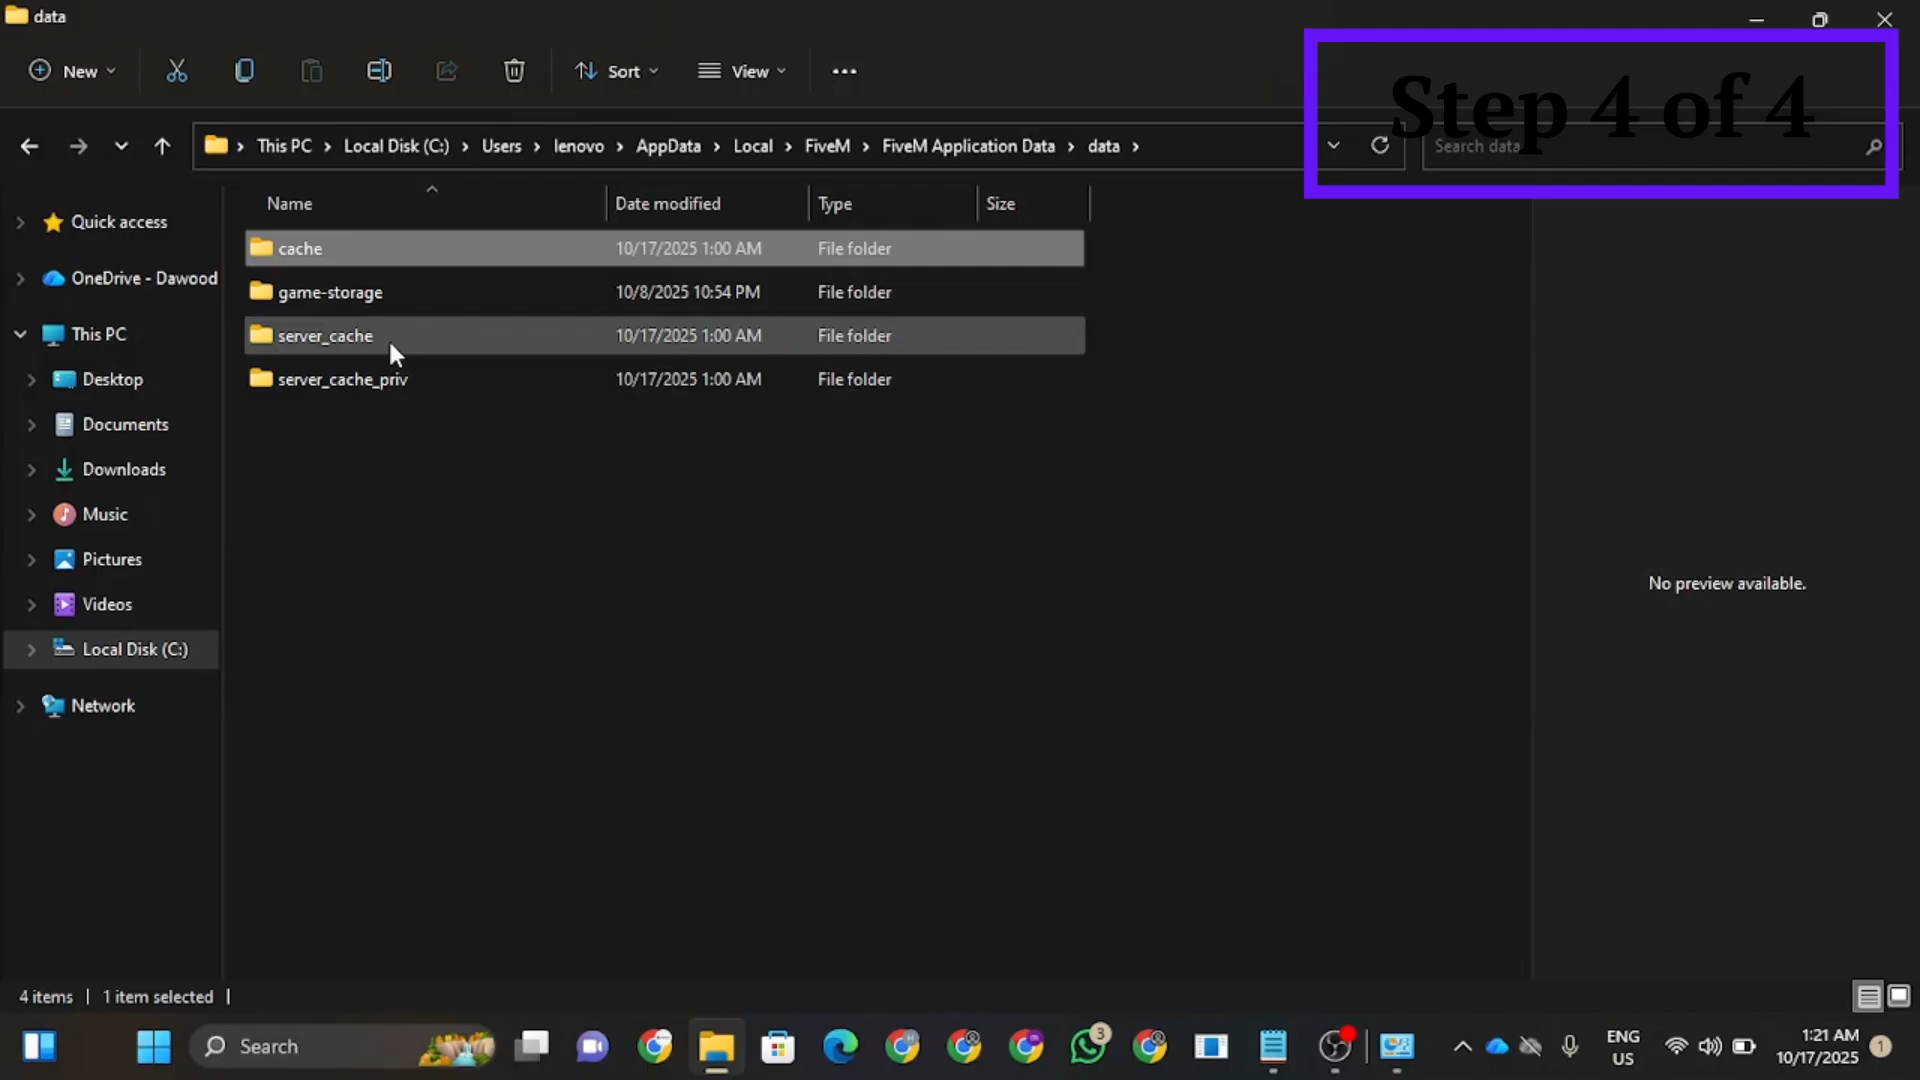 data
New
Sort
View
Step 4 of 4
This PC
Local Disk (C:)
Users
lenovo
AppData
Local
FiveM
FiveM Application Data
data
Search data
Name
Date modified
Type
Size
Quick access
OneDrive - Dawood
This PC
Desktop
Documents
Downloads
Music
Pictures
Videos
Local Disk (C:)
Network
cache 10/17/2025 1:00 AM File folder
game-storage 10/8/2025 10:54 PM File folder
server_cache 10/17/2025 1:00 AM File folder
server_cache_priv 10/17/2025 1:00 AM File folder
No preview available.
4 items
1 item selected
Search
3
ENG
US
1:21 AM
10/17/2025
1